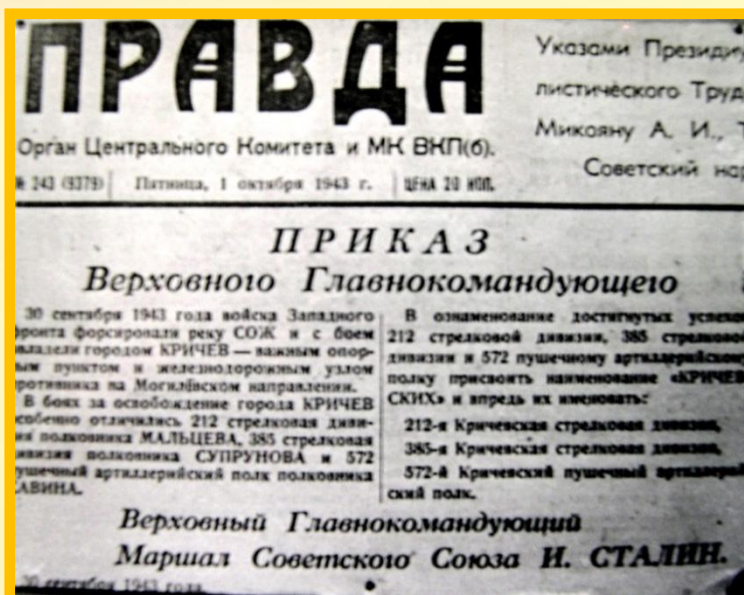 ПРАВДА
Орган Центрального Комитета и МК ВКП(б).
№ 243 (9379) Пятница, 1 октября 1943 г. ЦЕНА 20 КОП.
Указами Президиу
листического Труд
Микояну А. И., Т
Советский нар
ПРИКАЗ
Верховного Главнокомандующего
30 сентября 1943 года войска Западного
фронта форсировали реку СОЖ и с боем
овладели городом КРИЧЕВ — важным опор-
ным пунктом и железнодорожным узлом
противника на Могилёвском направлении.
В боях за освобождение города КРИЧЕВ
особенно отличились 212 стрелковая диви-
зия полковника МАЛЬЦЕВА, 385 стрелковая
дивизия полковника СУПРУНОВА и 572
пушечный артиллерийский полк полковника
АВИНА.
В ознаменование достигнутых успехов
212 стрелковой дивизии, 385 стрелковой
дивизии и 572 пушечному артиллерийскому
полку присвоить наименование «КРИЧЕВ
СКИХ» и впредь их именовать:
212-я Кричевская стрелковая дивизия,
385-я Кричевская стрелковая дивизия,
572-й Кричевский пушечный артиллерий
ский полк.
Верховный Главнокомандующий
Маршал Советского Союза И. СТАЛИН.
30 сентября 1943 года